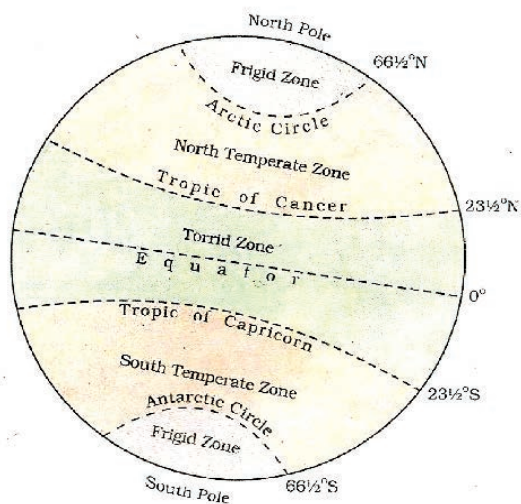 North Pole
66½°N
Frigid Zone
Arctic Circle
North Temperate Zone
Tropic of Cancer
23½°N
Torrid Zone
Equator
0°
Tropic of Capricorn
23½°S
South Temperate Zone
Antarctic Circle
Frigid Zone
66½°S
South Pole